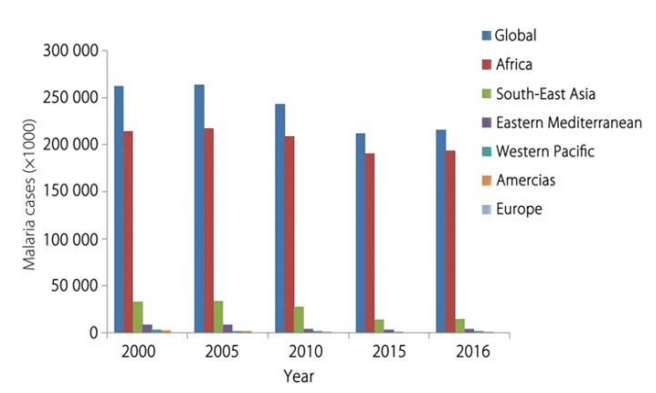 300 000
250 000
200 000
150 000
100 000
50 000
0
Malaria cases (×1000)
2000
2005
2010
2015
2016
Year
Global
Africa
South-East Asia
Eastern Mediterranean
Western Pacific
Amercias
Europe